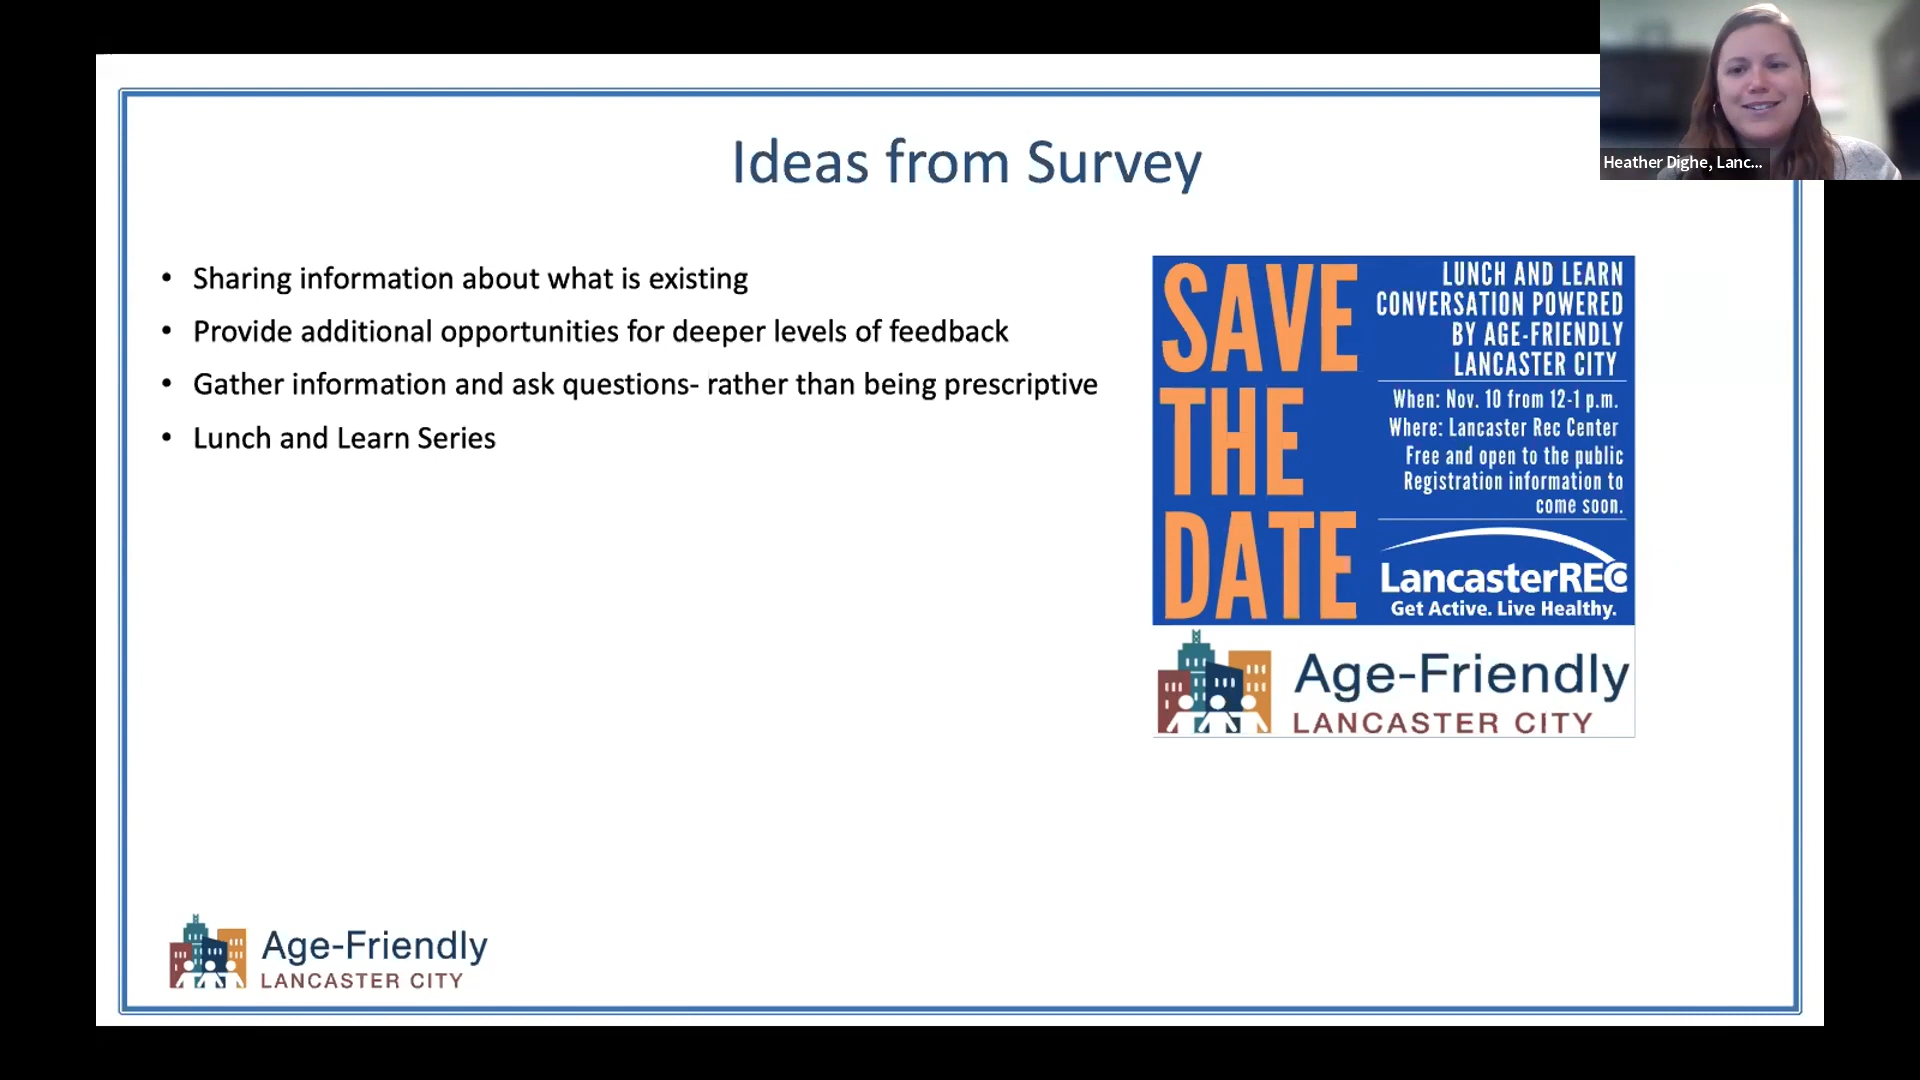 Ideas from Survey
• Sharing information about what is existing
• Provide additional opportunities for deeper levels of feedback
• Gather information and ask questions- rather than being prescriptive
• Lunch and Learn Series
SAVE
THE
DATE
LUNCH AND LEARN
CONVERSATION POWERED
BY AGE-FRIENDLY
LANCASTER CITY
When: Nov. 10 from 12-1 p.m.
Where: Lancaster Rec Center
Free and open to the public
Registration information to
come soon.
LancasterREC
Get Active. Live Healthy.
Age-Friendly
LANCASTER CITY
Age-Friendly
LANCASTER CITY
Heather Dighe, Lanc...